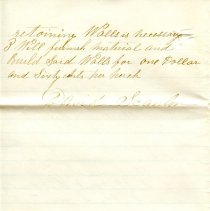 retaining Walls is necessary
I Will furnish material and
Build Said Walls for one Dollar
and Sixty cts per perch
David